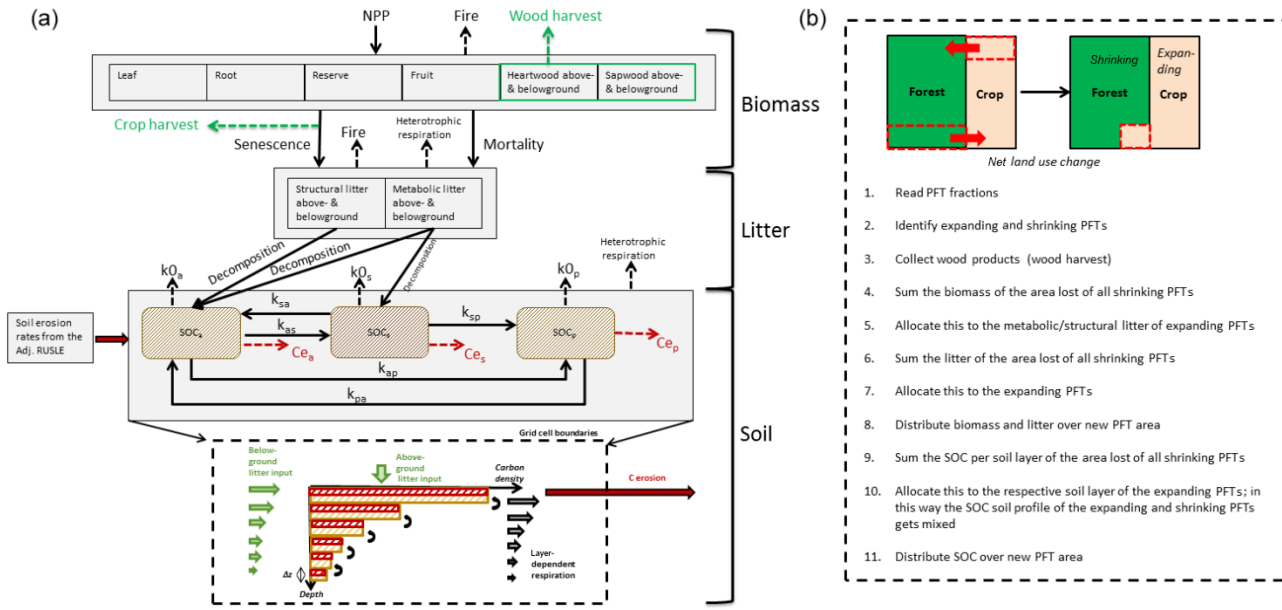 (a)
NPP
Fire
Wood harvest
Leaf
Root
Reserve
Fruit
Heartwood above-
& belowground
Sapwood above-
& belowground
Biomass
Crop harvest
Senescence
Fire
Heterotrophic
respiration
Mortality
Structural litter
above- &
belowground
Metabolic litter
above- &
belowground
Litter
Decomposition
Decomposition
Decomposition
Heterotrophic
respiration
k0a
k0s
k0p
Soil erosion
rates from the
Adj. RUSLE
SOCa
ksa
kas
SOCs
ksp
SOCp
Cea
Ces
Cep
kap
kpa
Soil
Grid cell boundaries
Below-
ground
litter input
Above-
ground
litter input
Carbon
density
C erosion
Layer-
dependent
respiration
Δz
Depth
(b)
Forest
Crop
Shrinking
Forest
Expan-
ding
Crop
Net land use change
1. Read PFT fractions
2. Identify expanding and shrinking PFTs
3. Collect wood products (wood harvest)
4. Sum the biomass of the area lost of all shrinking PFTs
5. Allocate this to the metabolic/structural litter of expanding PFTs
6. Sum the litter of the area lost of all shrinking PFTs
7. Allocate this to the expanding PFTs
8. Distribute biomass and litter over new PFT area
9. Sum the SOC per soil layer of the area lost of all shrinking PFTs
10. Allocate this to the respective soil layer of the expanding PFTs; in
this way the SOC soil profile of the expanding and shrinking PFTs
gets mixed
11. Distribute SOC over new PFT area